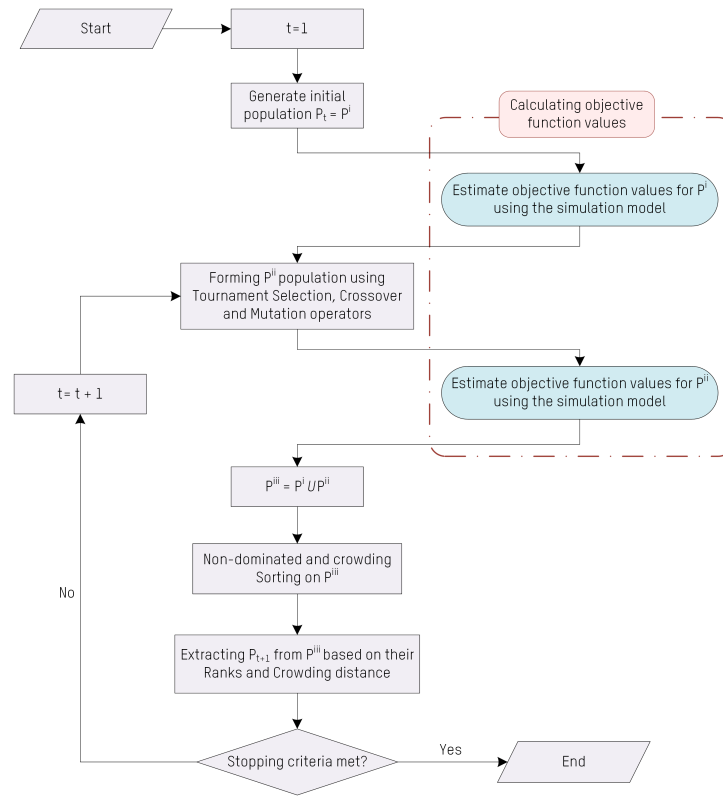 Start
t=1
Generate initial
population Pₜ = Pⁱ
Calculating objective
function values
Estimate objective function values for Pⁱ
using the simulation model
Forming Pⁱⁱ population using
Tournament Selection, Crossover
and Mutation operators
t= t + 1
Estimate objective function values for Pⁱⁱ
using the simulation model
Pⁱⁱⁱ = Pⁱ ∪Pⁱⁱ
Non-dominated and crowding
Sorting on Pⁱⁱⁱ
No
Extracting Pₜ₊₁ from Pⁱⁱⁱ based on their
Ranks and Crowding distance
Stopping criteria met?
Yes
End